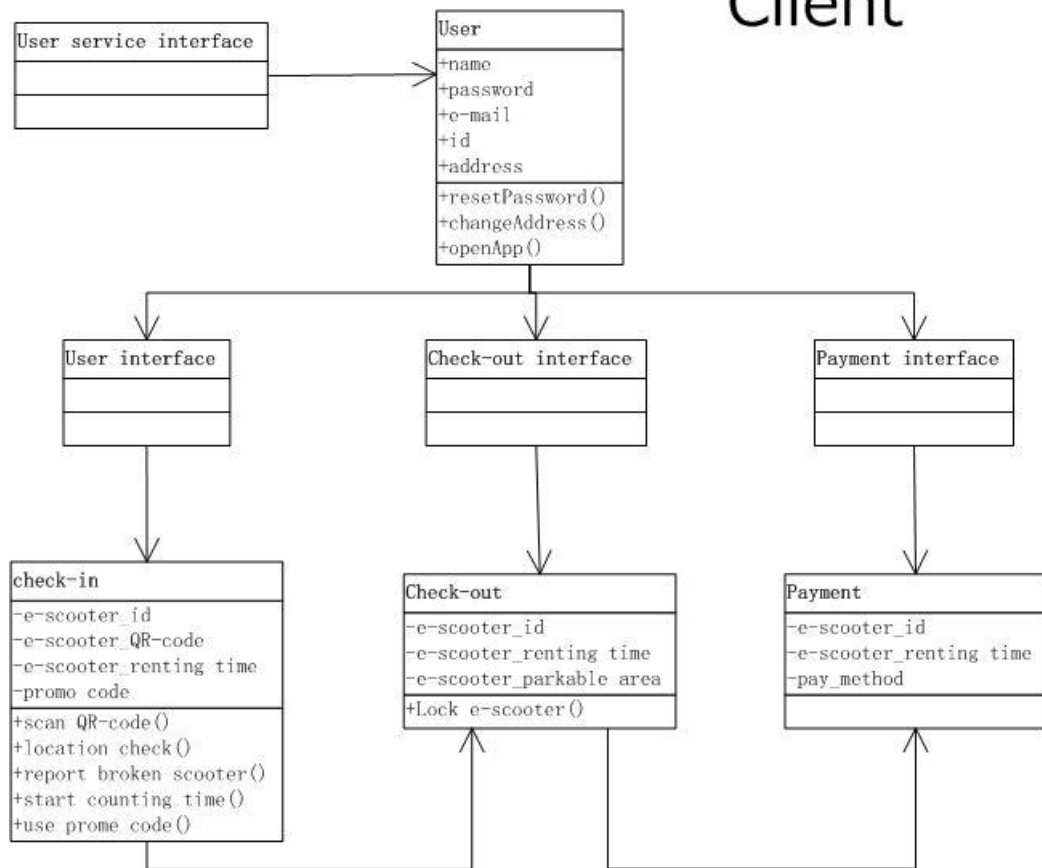 Client
User service interface
User
+name
+password
+e-mail
+id
+address
+resetPassword()
+changeAddress()
+openApp()
User interface
Check-out interface
Payment interface
check-in
-e-scooter_id
-e-scooter_QR-code
-e-scooter_renting time
-promo code
+scan QR-code()
+location check()
+report broken scooter()
+start counting time()
+use prome code()
Check-out
-e-scooter_id
-e-scooter_renting time
-e-scooter_parkable area
+Lock e-scooter()
Payment
-e-scooter_id
-e-scooter_renting time
-pay_method